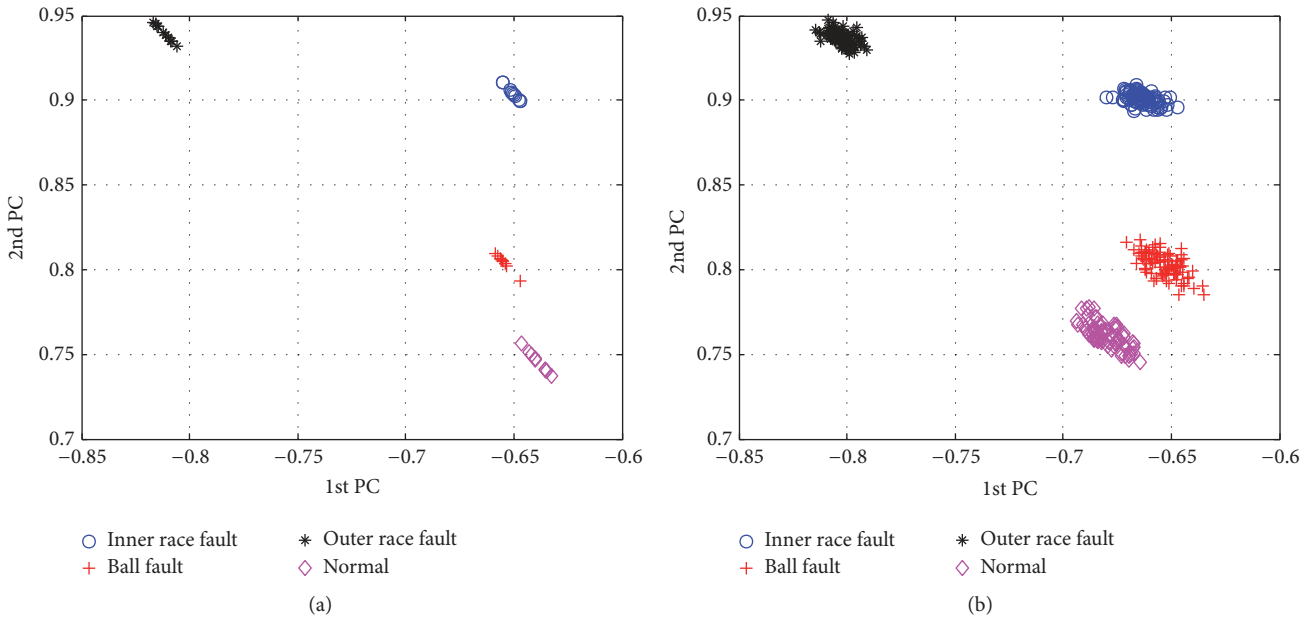 0.95
0.9
0.85
0.8
0.75
0.7
2nd PC
−0.85
−0.8
−0.75
−0.7
−0.65
−0.6
1st PC
Inner race fault
Outer race fault
Ball fault
Normal
(a)
0.95
0.9
0.85
0.8
0.75
0.7
2nd PC
−0.85
−0.8
−0.75
−0.7
−0.65
−0.6
1st PC
Inner race fault
Outer race fault
Ball fault
Normal
(b)